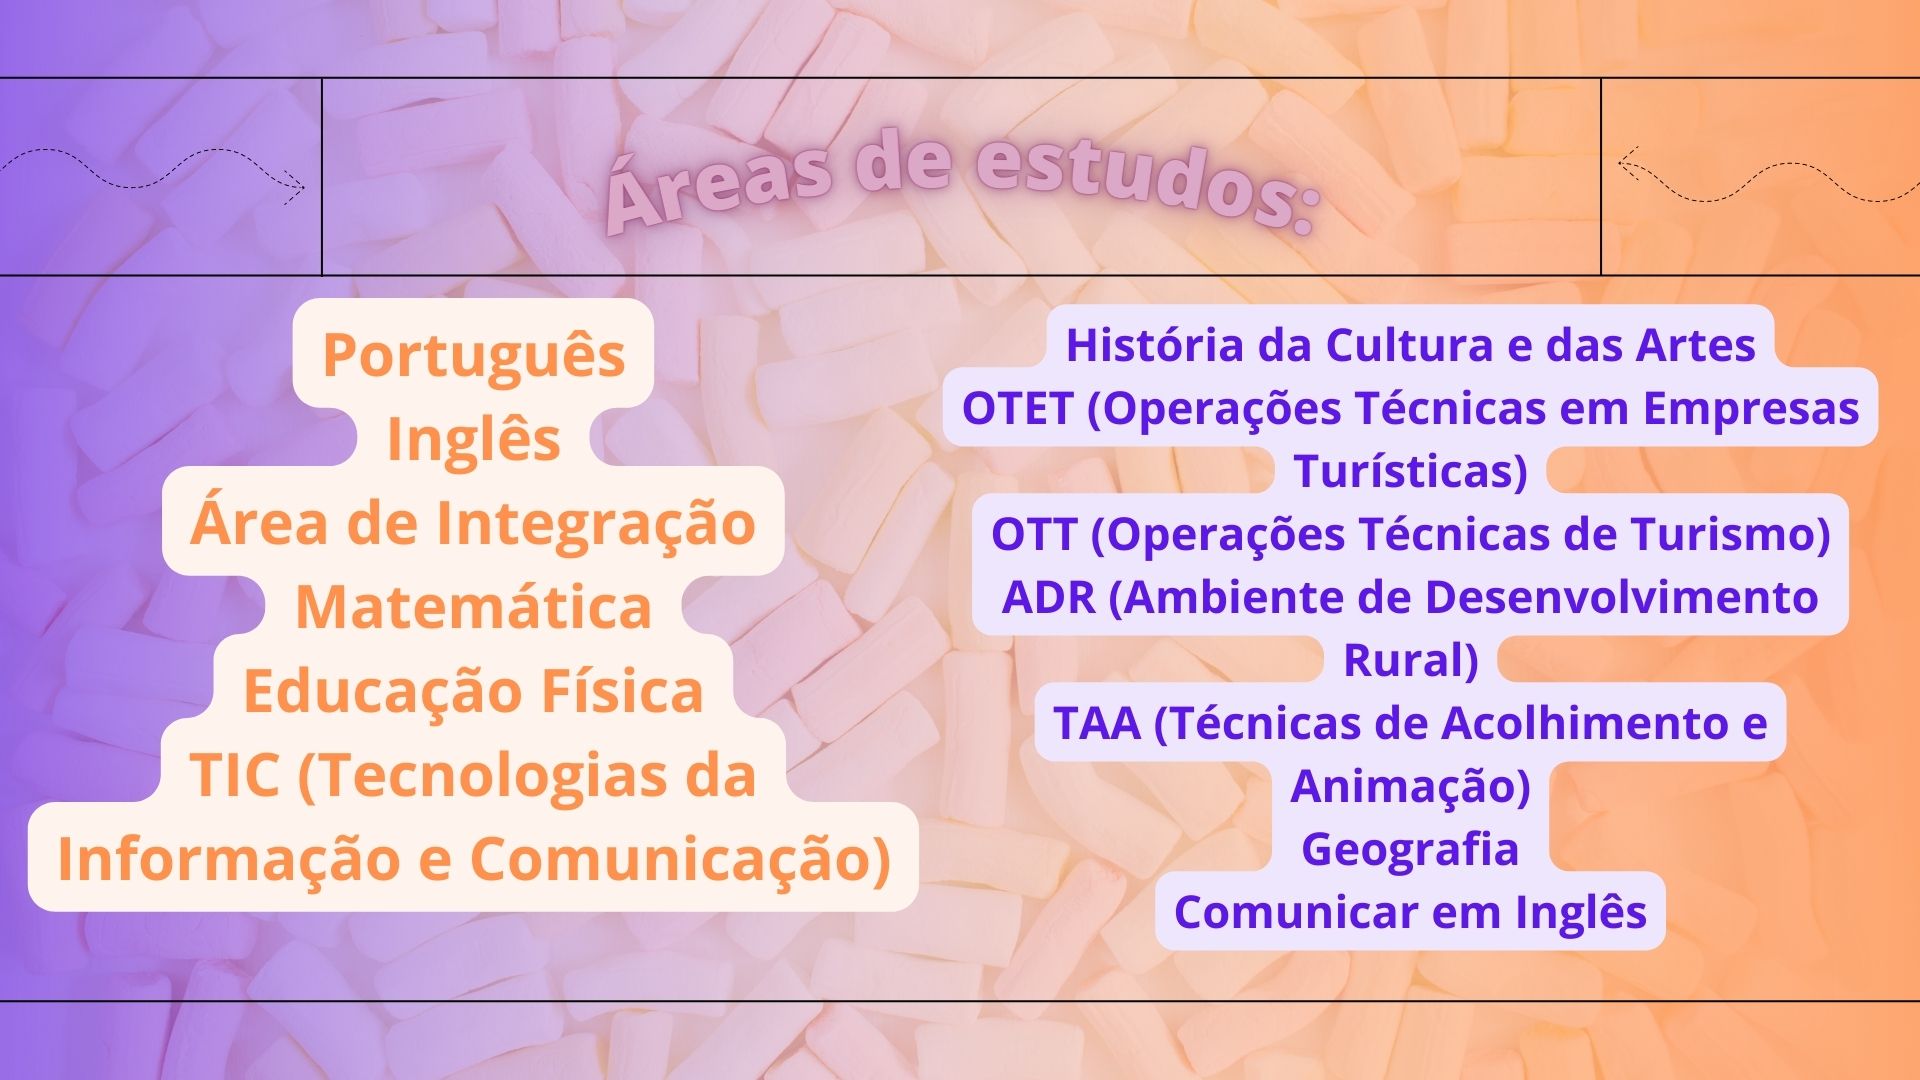 Áreas de estudos:
Português
Inglês
Área de Integração
Matemática
Educação Física
TIC (Tecnologias da
Informação e Comunicação)
História da Cultura e das Artes
OTET (Operações Técnicas em Empresas
Turísticas)
OTT (Operações Técnicas de Turismo)
ADR (Ambiente de Desenvolvimento
Rural)
TAA (Técnicas de Acolhimento e
Animação)
Geografia
Comunicar em Inglês